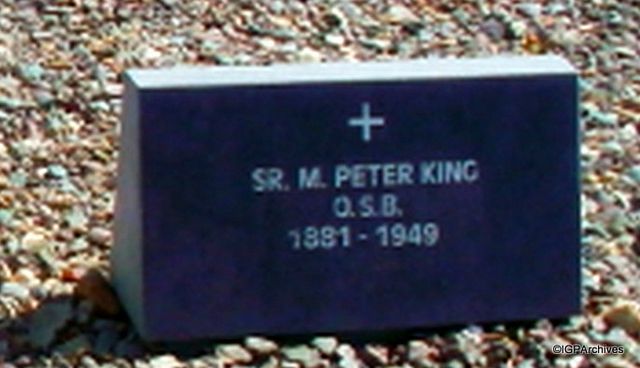 SR. M. PETER KING
O.S.B.
1881 - 1949
©IGPArchives